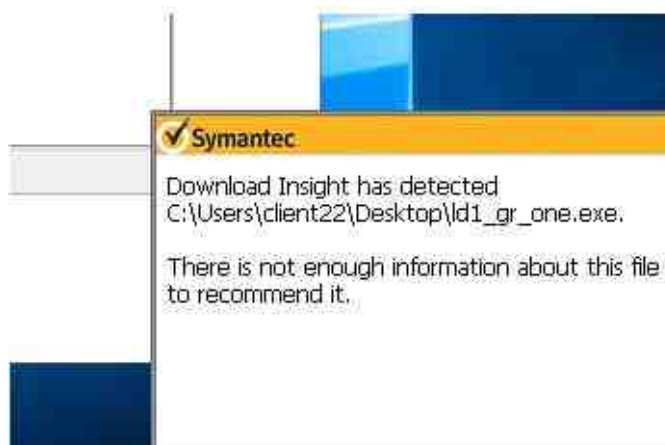 Symantec
Download Insight has detected
C:\Users\client22\Desktop\ld1_gr_one.exe.
There is not enough information about this file
to recommend it.